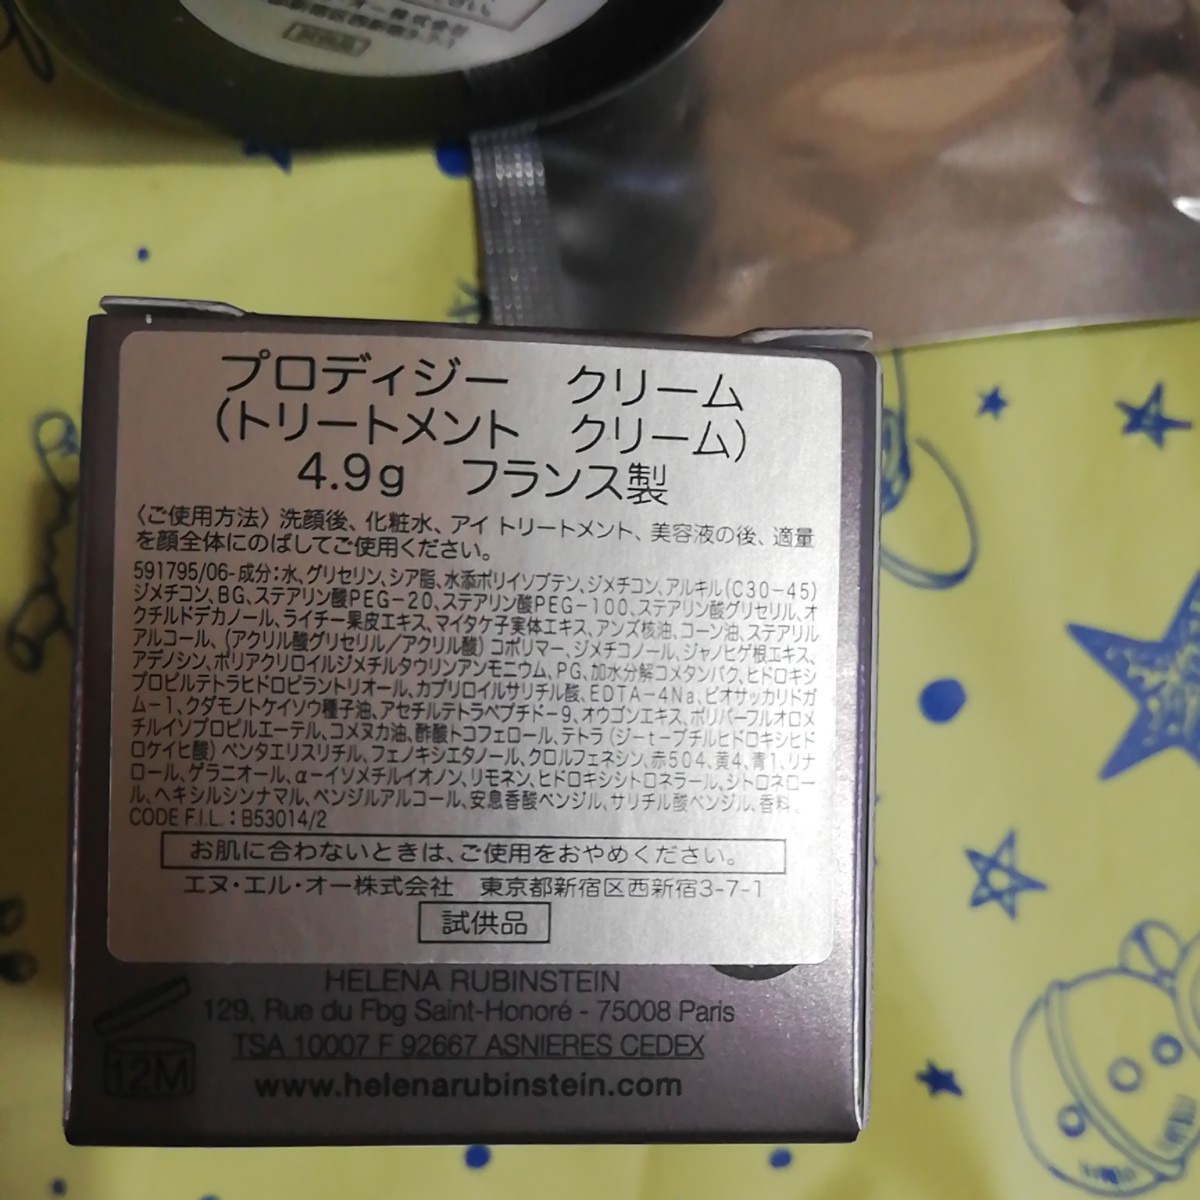 プロディジー　クリーム
(トリートメント　クリーム)
4.9g　フランス製
〈ご使用方法〉洗顔後、化粧水、アイ トリートメント、美容液の後、適量
を顔全体にのばしてご使用ください。
591795/06-成分:水、グリセリン、シア脂、水添ポリイソブテン、ジメチコン、アルキル(C30-45)
ジメチコン、BG、ステアリン酸PEG-20、ステアリン酸PEG-100、ステアリン酸グリセリル、オ
クチルドデカノール、ライチー果皮エキス、マイタケ子実体エキス、アンズ核油、コーン油、ステアリル
アルコール、(アクリル酸グリセリル/アクリル酸)コポリマー、ジメチコノール、ジャノヒゲ根エキス、
アデノシン、ポリアクリロイルジメチルタウリンアンモニウム、PG、加水分解コメタンパク、ヒドロキシ
プロピルテトラヒドロピラントリオール、カプリロイルサリチル酸、EDTA-4Na、ビオサッカリドガ
ム-1、クダモノトケイソウ種子油、アセチルテトラペプチド-9、オウゴンエキス、ポリパーフルオロメ
チルイソプロピルエーテル、コメヌカ油、酢酸トコフェロール、テトラ(ジ-t-ブチルヒドロキシヒド
ロケイヒ酸)ペンタエリスリチル、フェノキシエタノール、クロルフェネシン、赤504、黄4、青1、リナ
ロール、ゲラニオール、α-イソメチルイオノン、リモネン、ヒドロキシシトロネラール、シトロネロー
ル、ヘキシルシンナマル、ベンジルアルコール、安息香酸ベンジル、サリチル酸ベンジル、香料
CODE F.I.L.:B53014/2
お肌に合わないときは、ご使用をおやめください。
エヌ・エル・オー株式会社　東京都新宿区西新宿3-7-1
試供品
HELENA RUBINSTEIN
129, Rue du Fbg Saint-Honoré - 75008 Paris
TSA 10007 F 92667 ASNIERES CEDEX
www.helenarubinstein.com
12M